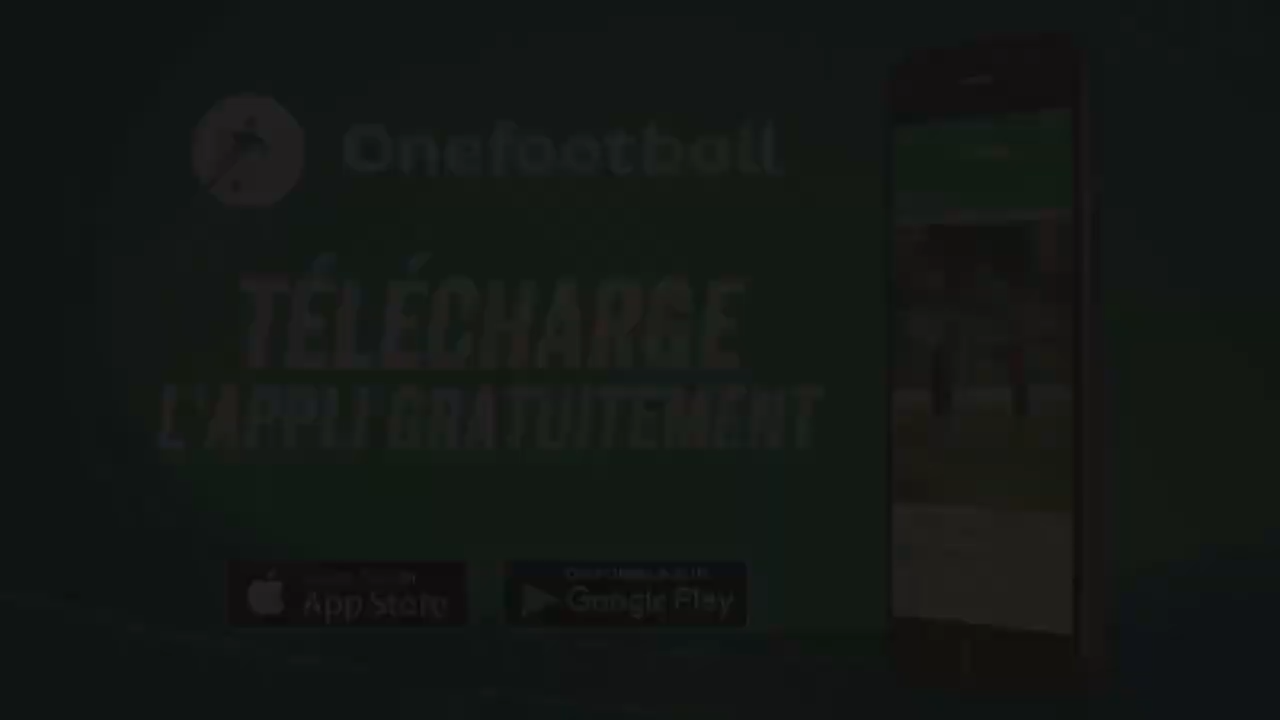 Onefootball
TÉLÉCHARGE
L'APPLI GRATUITEMENT
App Store
Google Play